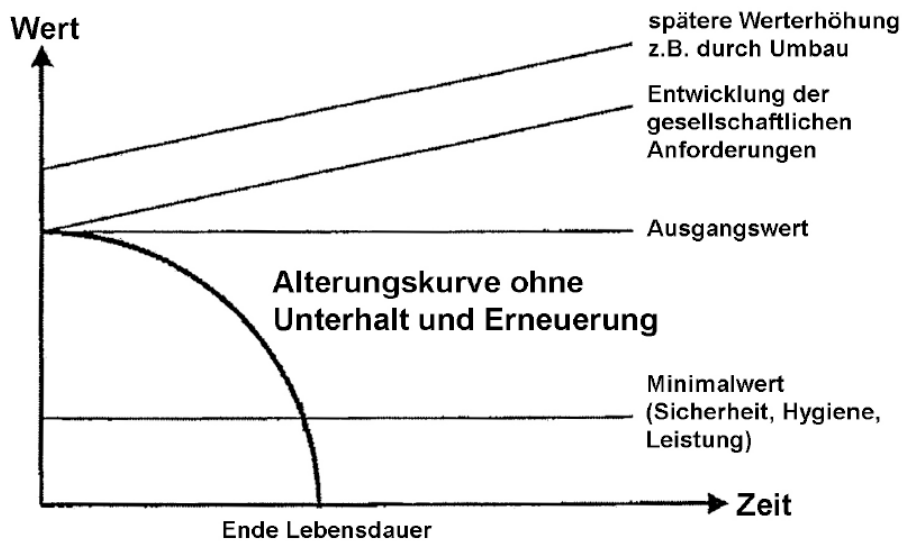 Wert
spätere Werterhöhung
z.B. durch Umbau
Entwicklung der
gesellschaftlichen
Anforderungen
Ausgangswert
Alterungskurve ohne
Unterhalt und Erneuerung
Minimalwert
(Sicherheit, Hygiene,
Leistung)
Zeit
Ende Lebensdauer